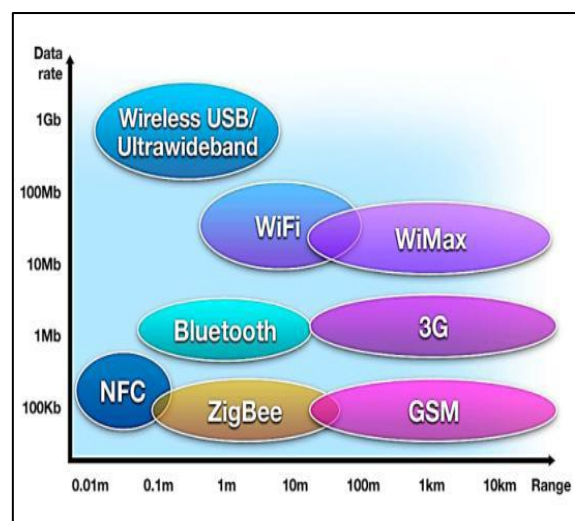 Data
rate
1Gb
Wireless USB/
Ultrawideband
100Mb
WiFi
WiMax
10Mb
1Mb
Bluetooth
3G
NFC
100Kb
ZigBee
GSM
0.01m 0.1m 1m 10m 100m 1km 10km Range